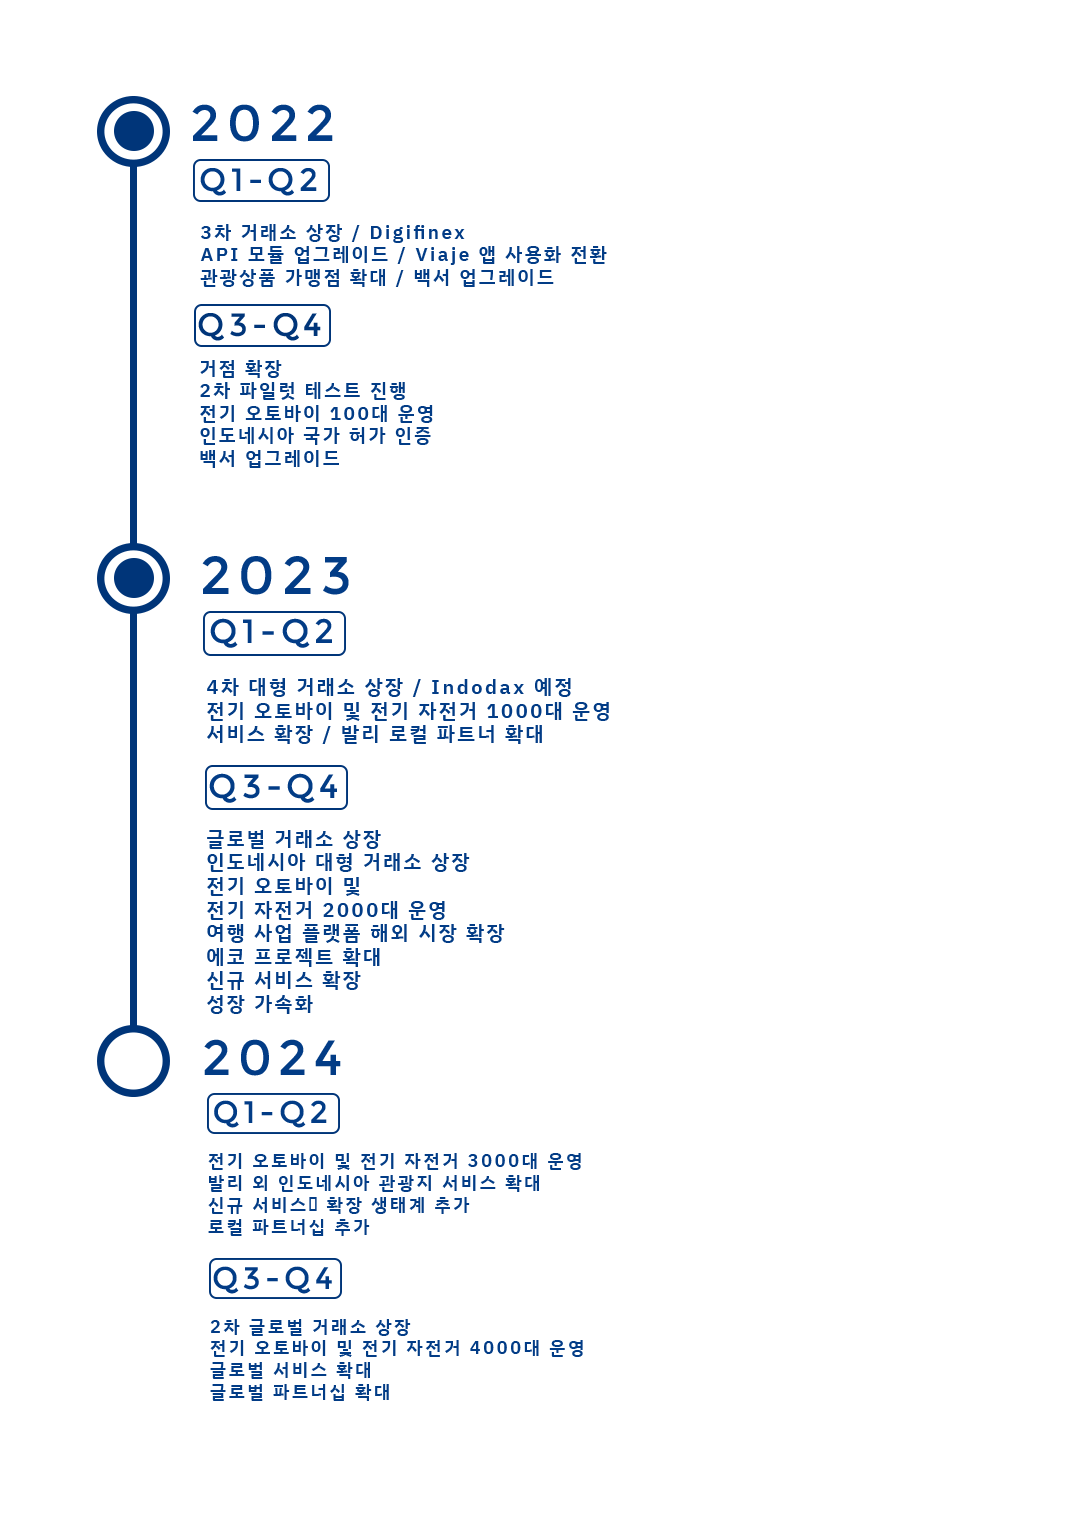 2022
Q1-Q2
3차 거래소 상장 / Digifinex
API 모듈 업그레이드 / Viaje 앱 사용화 전환
관광상품 가맹점 확대 / 백서 업그레이드
Q3-Q4
거점 확장
2차 파일럿 테스트 진행
전기 오토바이 100대 운영
인도네시아 국가 허가 인증
백서 업그레이드
2023
Q1-Q2
4차 대형 거래소 상장 / Indodax 예정
전기 오토바이 및 전기 자전거 1000대 운영
서비스 확장 / 발리 로컬 파트너 확대
Q3-Q4
글로벌 거래소 상장
인도네시아 대형 거래소 상장
전기 오토바이 및
전기 자전거 2000대 운영
여행 사업 플랫폼 해외 시장 확장
에코 프로젝트 확대
신규 서비스 확장
성장 가속화
2024
Q1-Q2
전기 오토바이 및 전기 자전거 3000대 운영
발리 외 인도네시아 관광지 서비스 확대
신규 서비스▯ 확장 생태계 추가
로컬 파트너십 추가
Q3-Q4
2차 글로벌 거래소 상장
전기 오토바이 및 전기 자전거 4000대 운영
글로벌 서비스 확대
글로벌 파트너십 확대